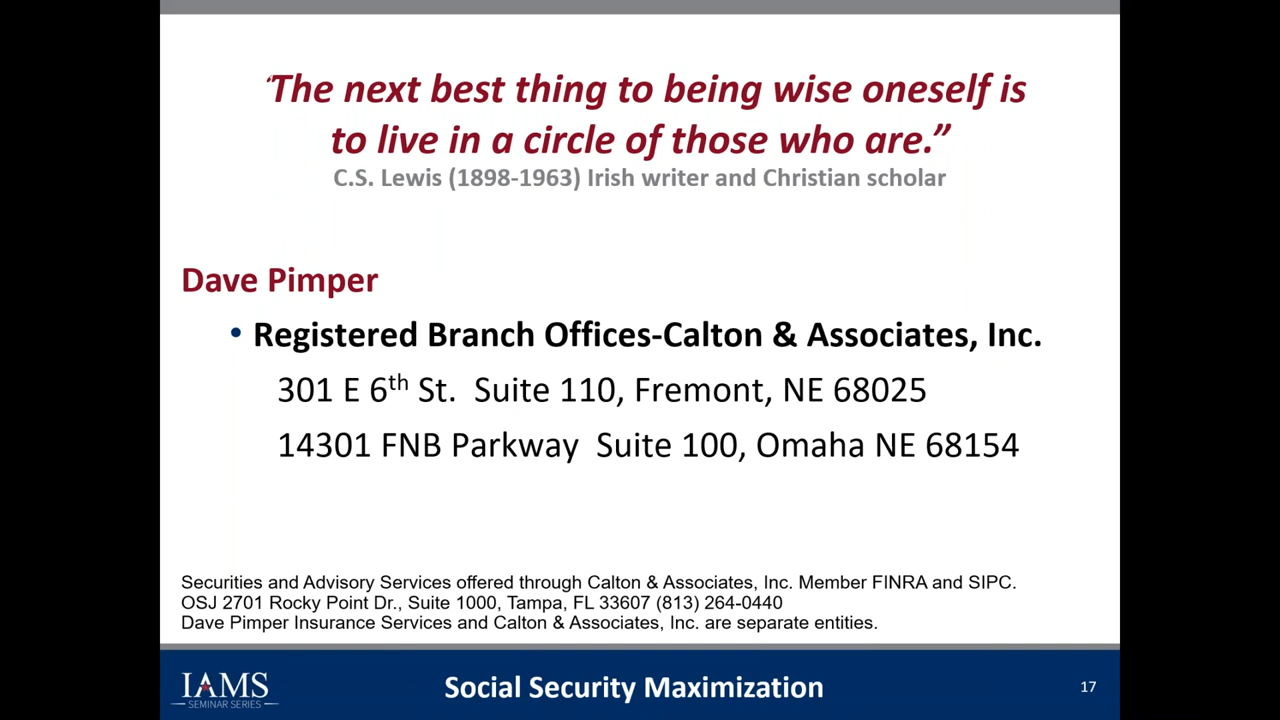 “The next best thing to being wise oneself is
to live in a circle of those who are.”
C.S. Lewis (1898-1963) Irish writer and Christian scholar
Dave Pimper
• Registered Branch Offices-Calton & Associates, Inc.
301 E 6th St.  Suite 110, Fremont, NE 68025
14301 FNB Parkway  Suite 100, Omaha NE 68154
Securities and Advisory Services offered through Calton & Associates, Inc. Member FINRA and SIPC.
OSJ 2701 Rocky Point Dr., Suite 1000, Tampa, FL 33607 (813) 264-0440
Dave Pimper Insurance Services and Calton & Associates, Inc. are separate entities.
IAMS
SEMINAR SERIES
Social Security Maximization
17